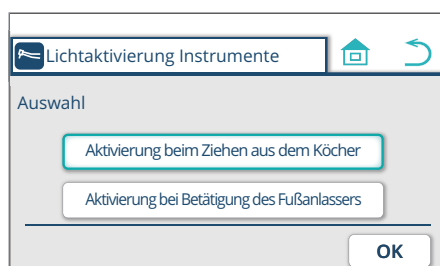 Lichtaktivierung Instrumente
Auswahl
Aktivierung beim Ziehen aus dem Köcher
Aktivierung bei Betätigung des Fußanlassers
OK